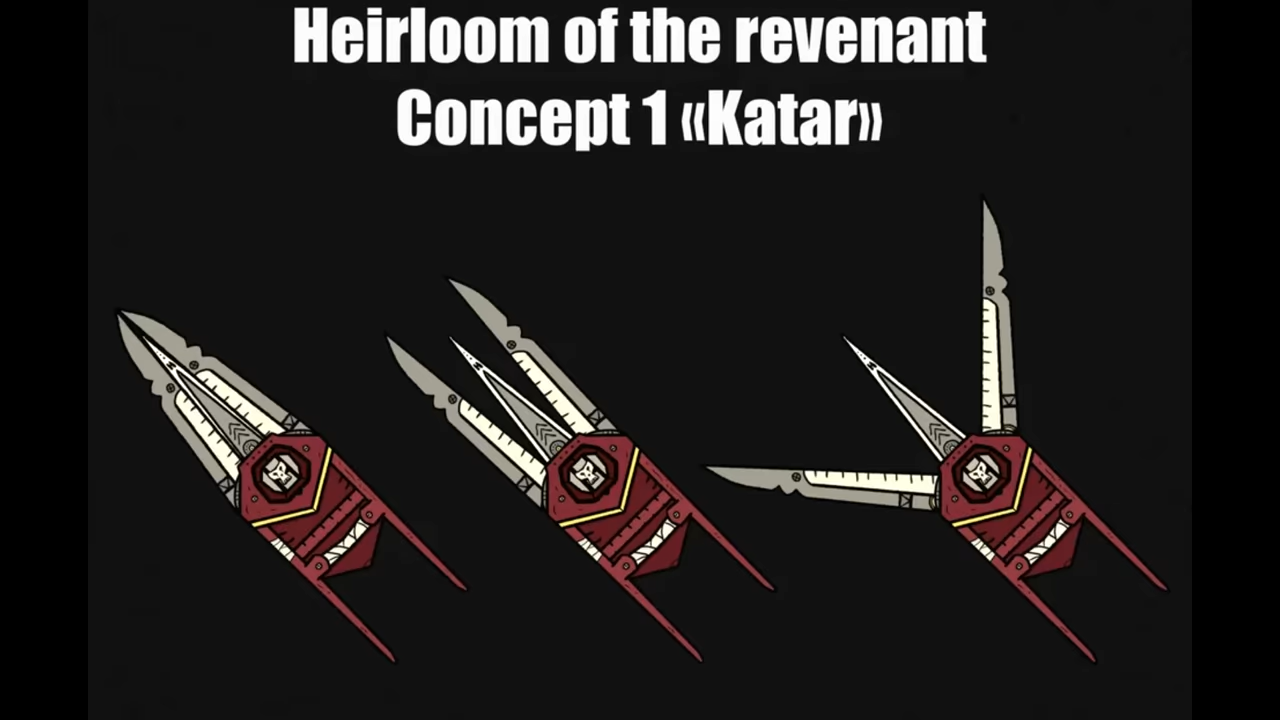 Heirloom of the revenant
Concept 1 «Katar»